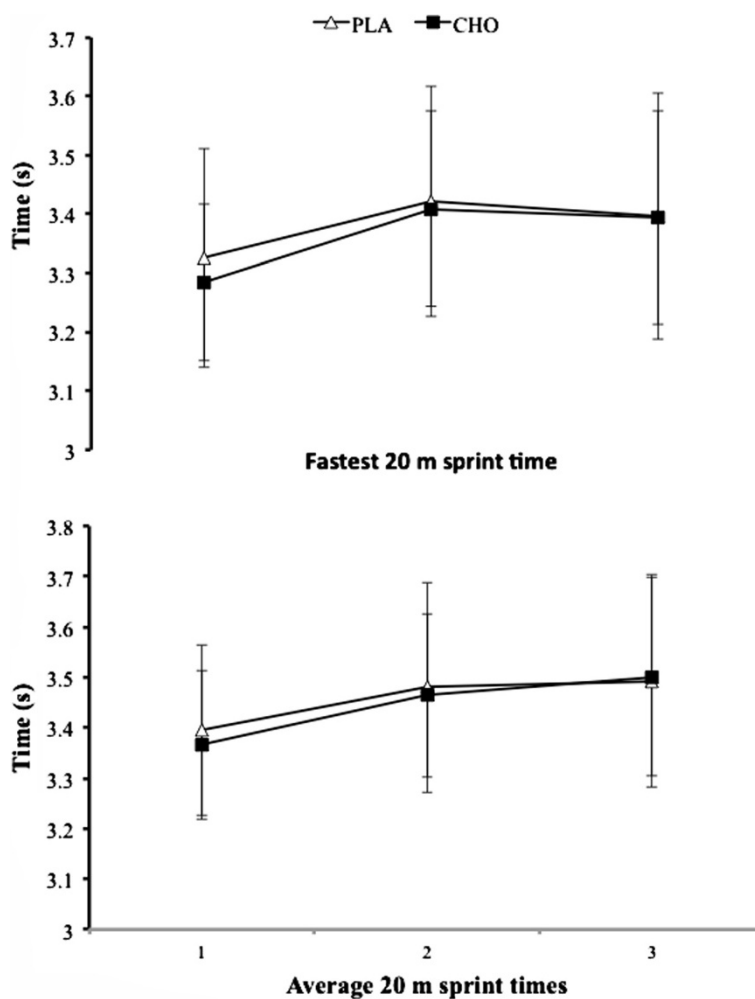 PLA CHO
3.7
3.6
3.5
3.4
3.3
3.2
3.1
3
Time (s)
Fastest 20 m sprint time
3.8
3.7
3.6
3.5
3.4
3.3
3.2
3.1
3
Time (s)
1 2 3
Average 20 m sprint times